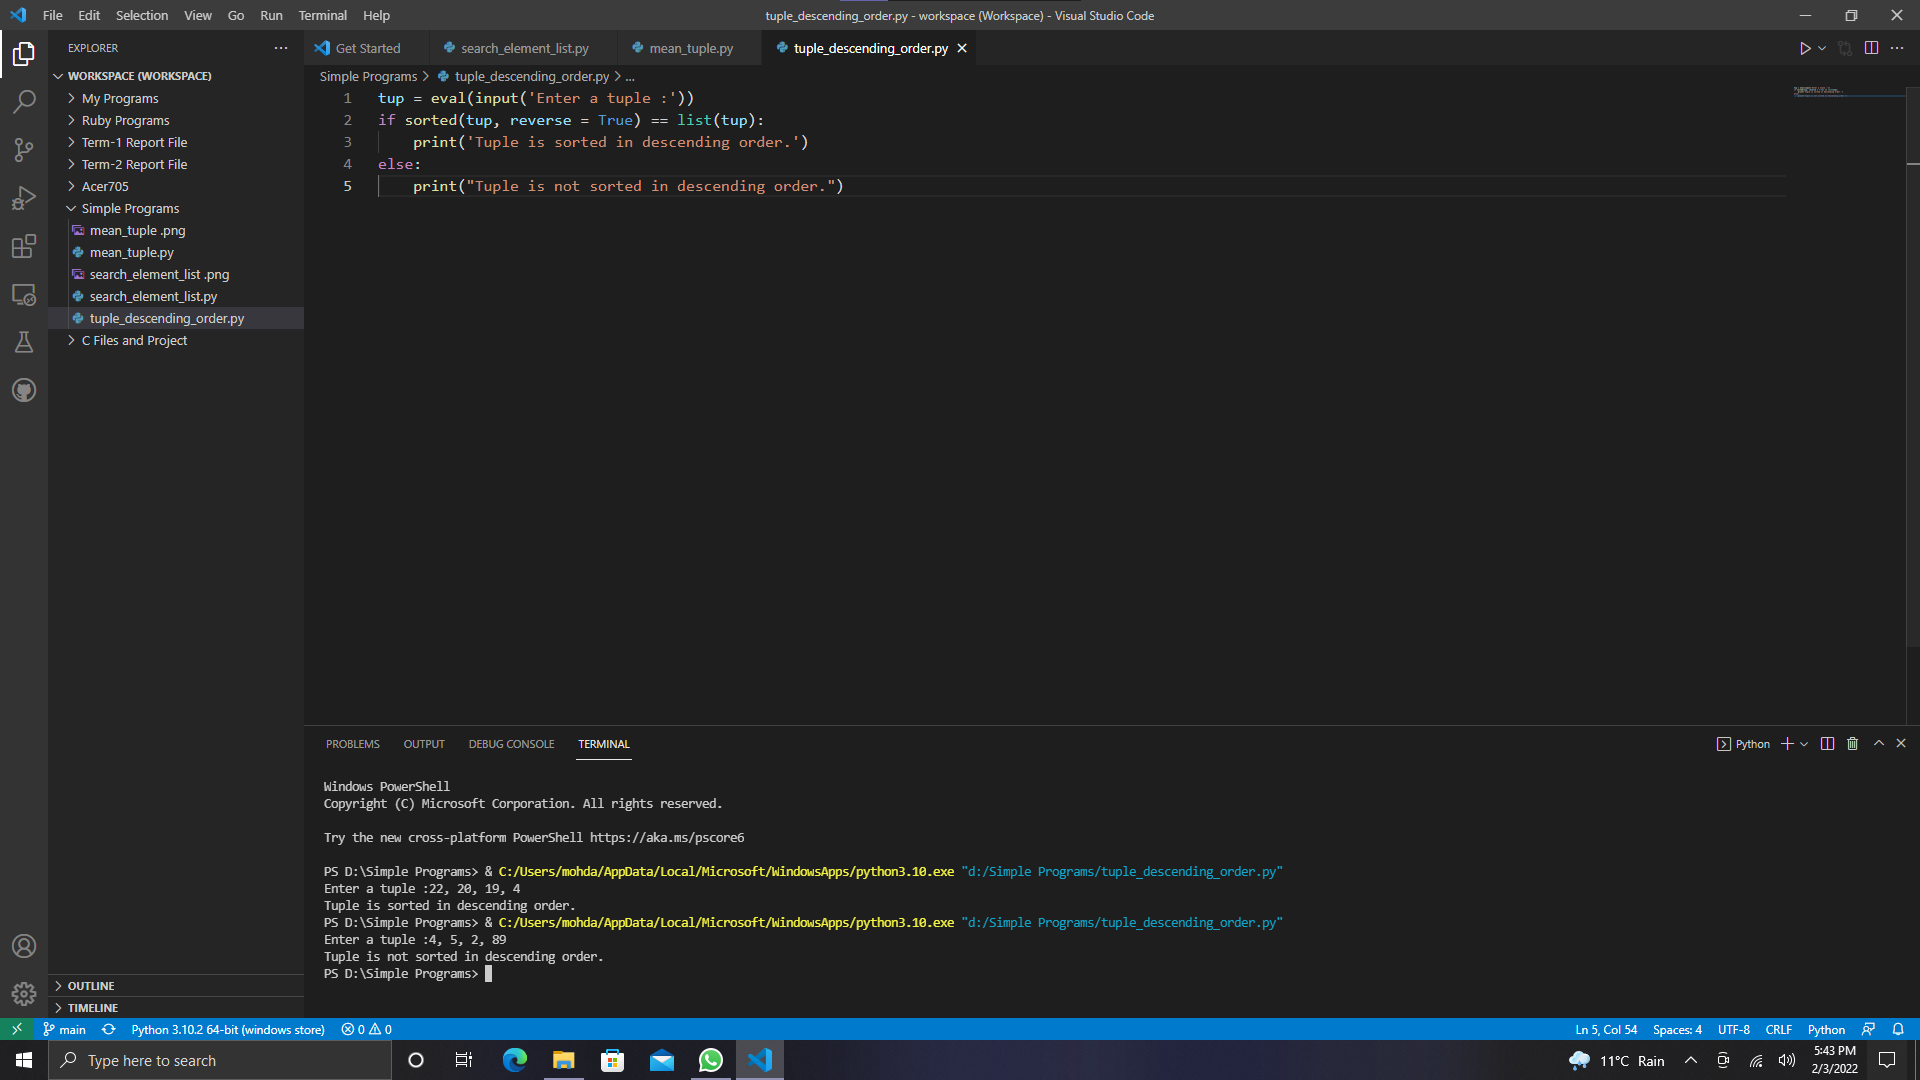 File Edit Selection View Go Run Terminal Help
tuple_descending_order.py - workspace (Workspace) - Visual Studio Code
EXPLORER
WORKSPACE (WORKSPACE)
My Programs
Ruby Programs
Term-1 Report File
Term-2 Report File
Acer705
Simple Programs
mean_tuple .png
mean_tuple.py
search_element_list .png
search_element_list.py
tuple_descending_order.py
C Files and Project
OUTLINE
TIMELINE
Get Started search_element_list.py mean_tuple.py tuple_descending_order.py
Simple Programs > tuple_descending_order.py > ...
1 tup = eval(input('Enter a tuple :'))
2 if sorted(tup, reverse = True) == list(tup):
3     print('Tuple is sorted in descending order.')
4 else:
5     print("Tuple is not sorted in descending order.")
PROBLEMS OUTPUT DEBUG CONSOLE TERMINAL
Python
Windows PowerShell
Copyright (C) Microsoft Corporation. All rights reserved.
Try the new cross-platform PowerShell https://aka.ms/pscore6
PS D:\Simple Programs> & C:/Users/mohda/AppData/Local/Microsoft/WindowsApps/python3.10.exe "d:/Simple Programs/tuple_descending_order.py"
Enter a tuple :22, 20, 19, 4
Tuple is sorted in descending order.
PS D:\Simple Programs> & C:/Users/mohda/AppData/Local/Microsoft/WindowsApps/python3.10.exe "d:/Simple Programs/tuple_descending_order.py"
Enter a tuple :4, 5, 2, 89
Tuple is not sorted in descending order.
PS D:\Simple Programs>
main Python 3.10.2 64-bit (windows store) 0 0 Ln 5, Col 54 Spaces: 4 UTF-8 CRLF Python
Type here to search
11°C Rain
5:43 PM
2/3/2022